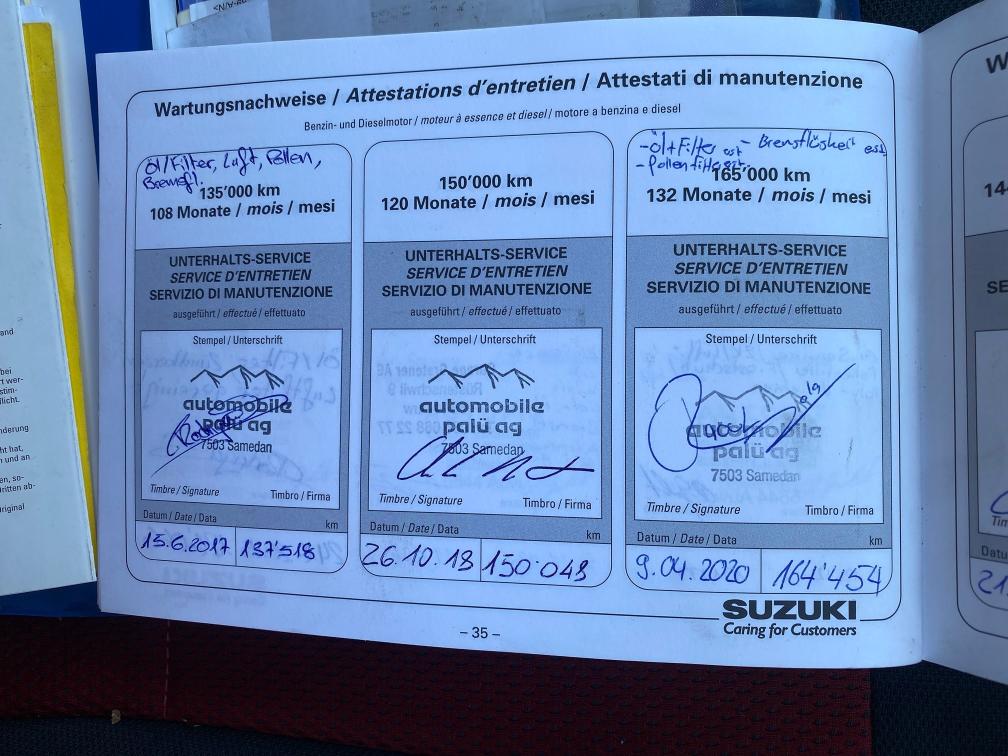 Wartungsnachweise / Attestations d'entretien / Attestati di manutenzione
Benzin- und Dieselmotor / moteur à essence et diesel / motore a benzina e diesel
Öl/Filter, Luft, Pollen,
Bremsfl.
135'000 km
108 Monate / mois / mesi
UNTERHALTS-SERVICE
SERVICE D'ENTRETIEN
SERVIZIO DI MANUTENZIONE
ausgeführt / effectué / effettuato
Stempel / Unterschrift
automobile
palü ag
7503 Samedan
Timbre / Signature Timbro / Firma
Datum / Date / Data km
15.6.2017 137'518
150'000 km
120 Monate / mois / mesi
UNTERHALTS-SERVICE
SERVICE D'ENTRETIEN
SERVIZIO DI MANUTENZIONE
ausgeführt / effectué / effettuato
Stempel / Unterschrift
automobile
palü ag
7503 Samedan
Timbre / Signature Timbro / Firma
Datum / Date / Data km
26.10.18 150'048
-Öl+Filter est - Bremsflüskeit est
-Pollenfilter est.
165'000 km
132 Monate / mois / mesi
UNTERHALTS-SERVICE
SERVICE D'ENTRETIEN
SERVIZIO DI MANUTENZIONE
ausgeführt / effectué / effettuato
Stempel / Unterschrift
automobile
palü ag
7503 Samedan
Timbre / Signature Timbro / Firma
Datum / Date / Data km
9.04.2020 164'454
SUZUKI
Caring for Customers
– 35 –